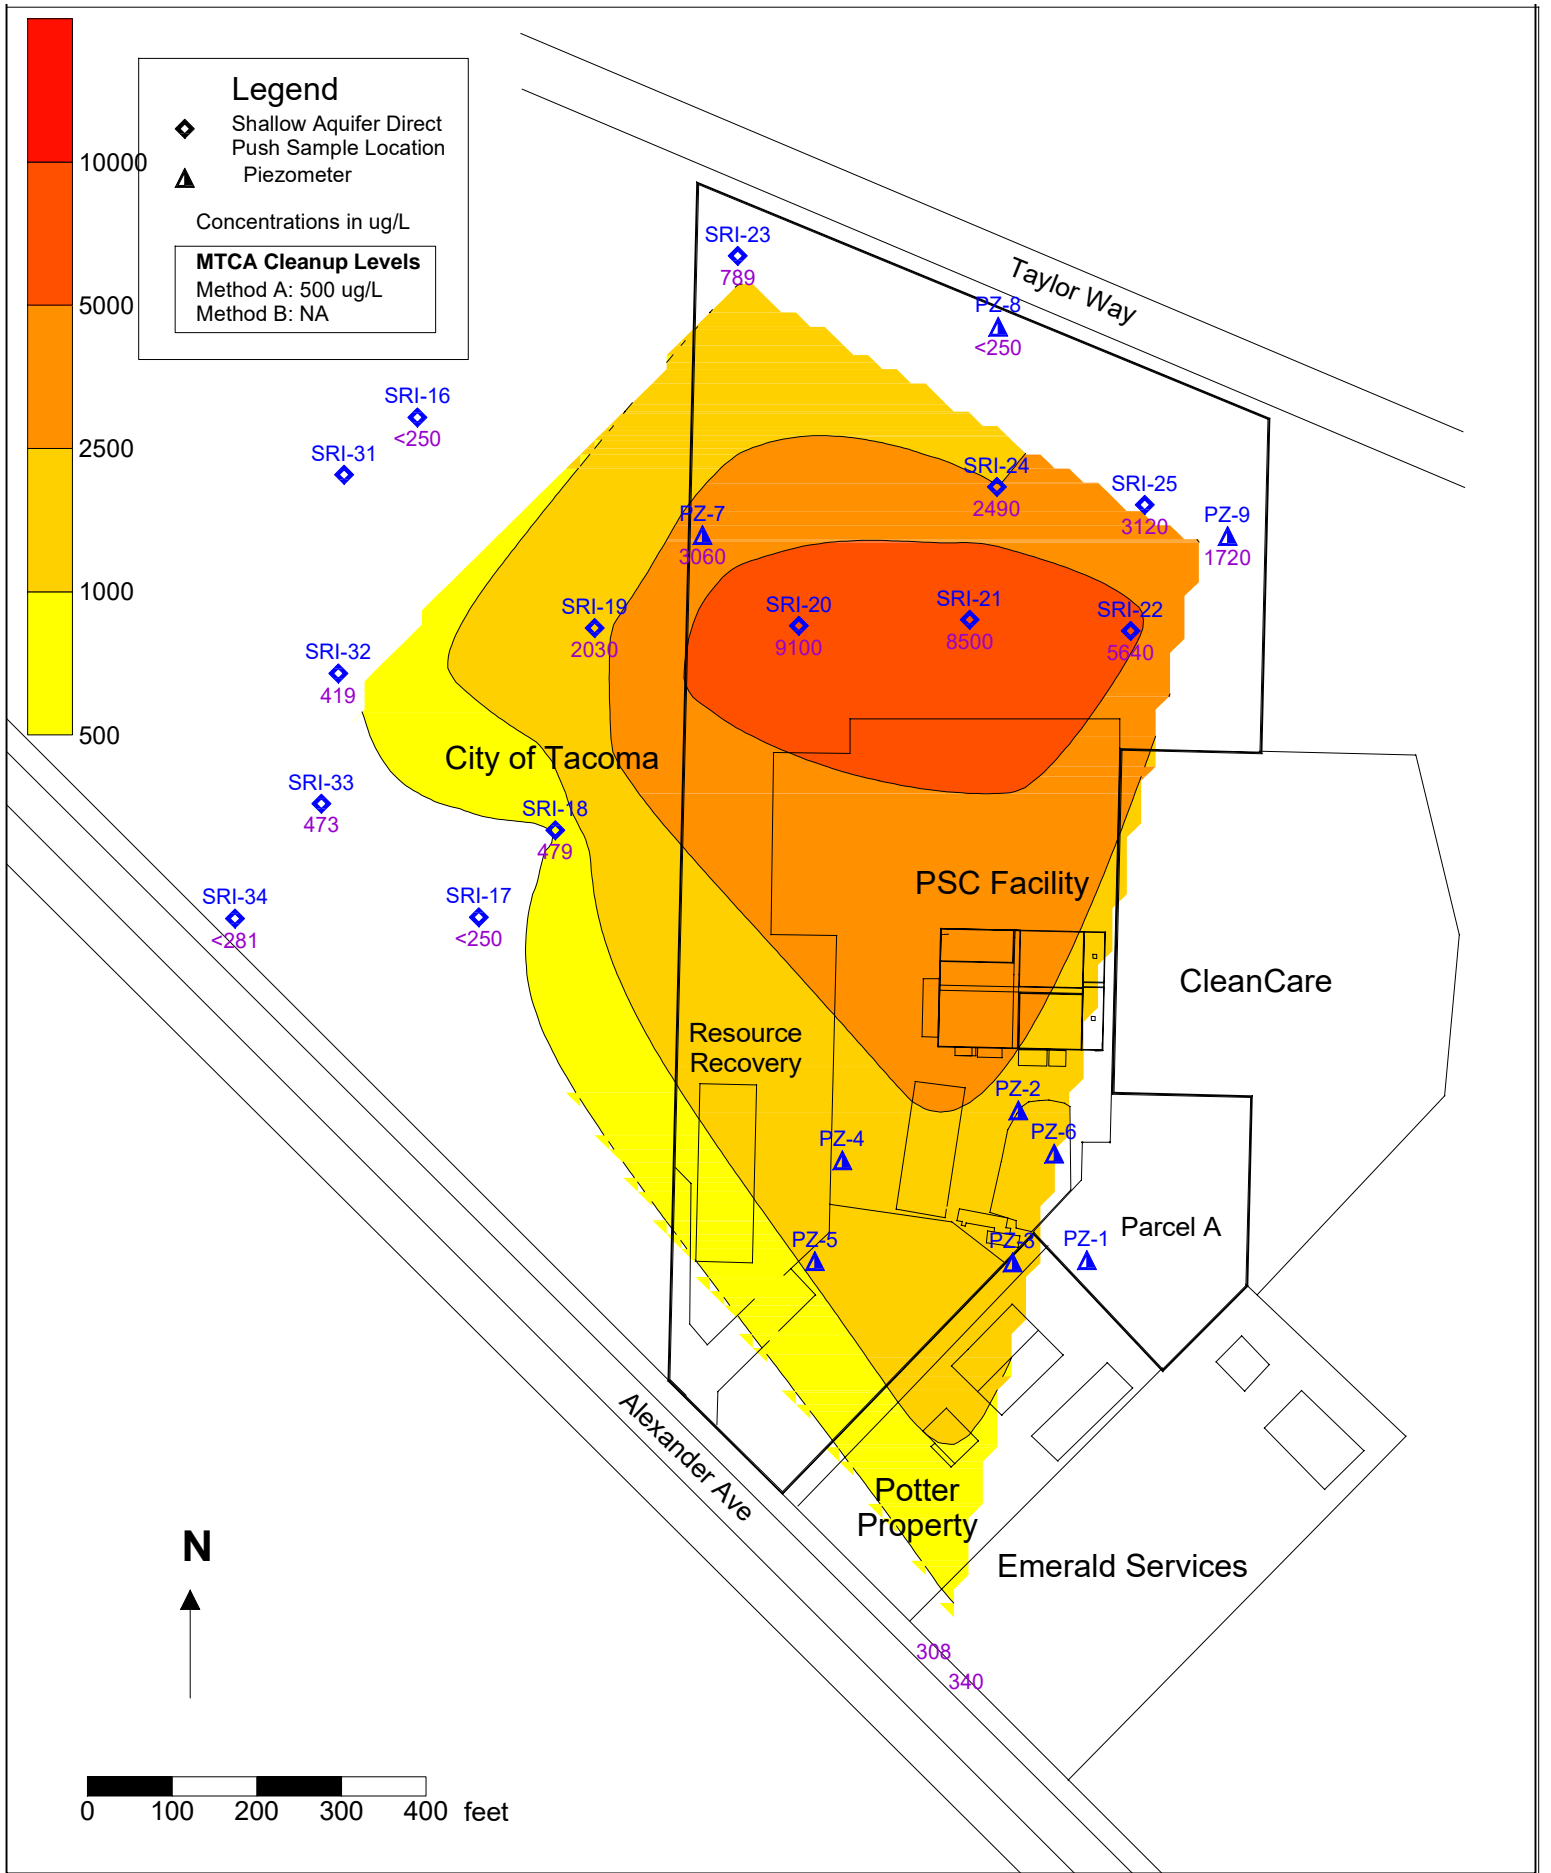 10000
5000
2500
1000
500
Legend
Shallow Aquifer Direct
Push Sample Location
Piezometer
Concentrations in ug/L
MTCA Cleanup Levels
Method A: 500 ug/L
Method B: NA
Taylor Way
SRI-23
789
PZ-8
<250
SRI-16
<250
SRI-31
SRI-24
2490
SRI-25
3120
PZ-9
1720
PZ-7
3060
SRI-19
2030
SRI-20
9100
SRI-21
8500
SRI-22
5640
SRI-32
419
City of Tacoma
SRI-33
473
SRI-18
479
SRI-34
<281
SRI-17
<250
PSC Facility
CleanCare
Resource
Recovery
PZ-2
PZ-6
PZ-4
PZ-5
PZ-3
PZ-1
Parcel A
Alexander Ave
Potter
Property
Emerald Services
308
340
N
0 100 200 300 400 feet